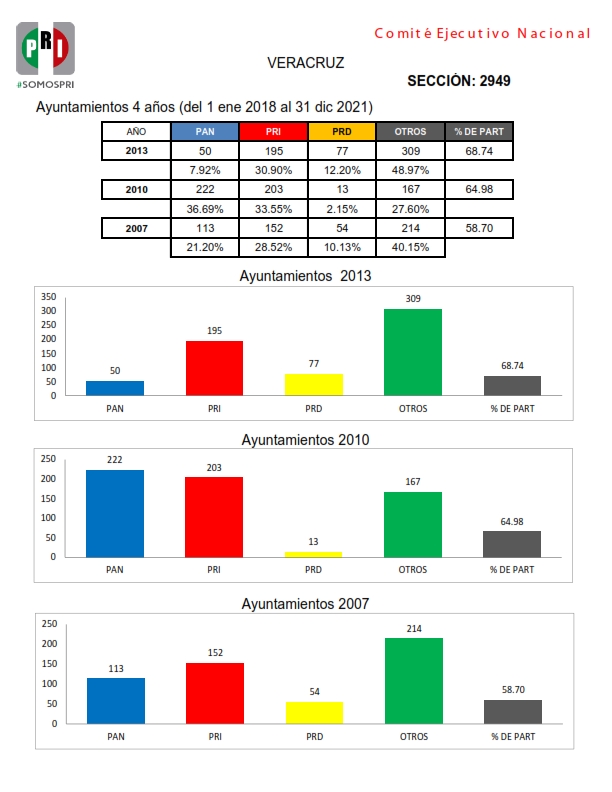 Comité Ejecutivo Nacional
PRI
#SOMOSPRI
VERACRUZ
SECCIÓN: 2949
Ayuntamientos 4 años (del 1 ene 2018 al 31 dic 2021)
AÑO PAN PRI PRD OTROS % DE PART
2013 50 195 77 309 68.74
7.92% 30.90% 12.20% 48.97%
2010 222 203 13 167 64.98
36.69% 33.55% 2.15% 27.60%
2007 113 152 54 214 58.70
21.20% 28.52% 10.13% 40.15%
Ayuntamientos 2013
350
300
250
200
150
100
50
0
50 195 77 309 68.74
PAN PRI PRD OTROS % DE PART
Ayuntamientos 2010
250
200
150
100
50
0
222 203 13 167 64.98
PAN PRI PRD OTROS % DE PART
Ayuntamientos 2007
250
200
150
100
50
0
113 152 54 214 58.70
PAN PRI PRD OTROS % DE PART